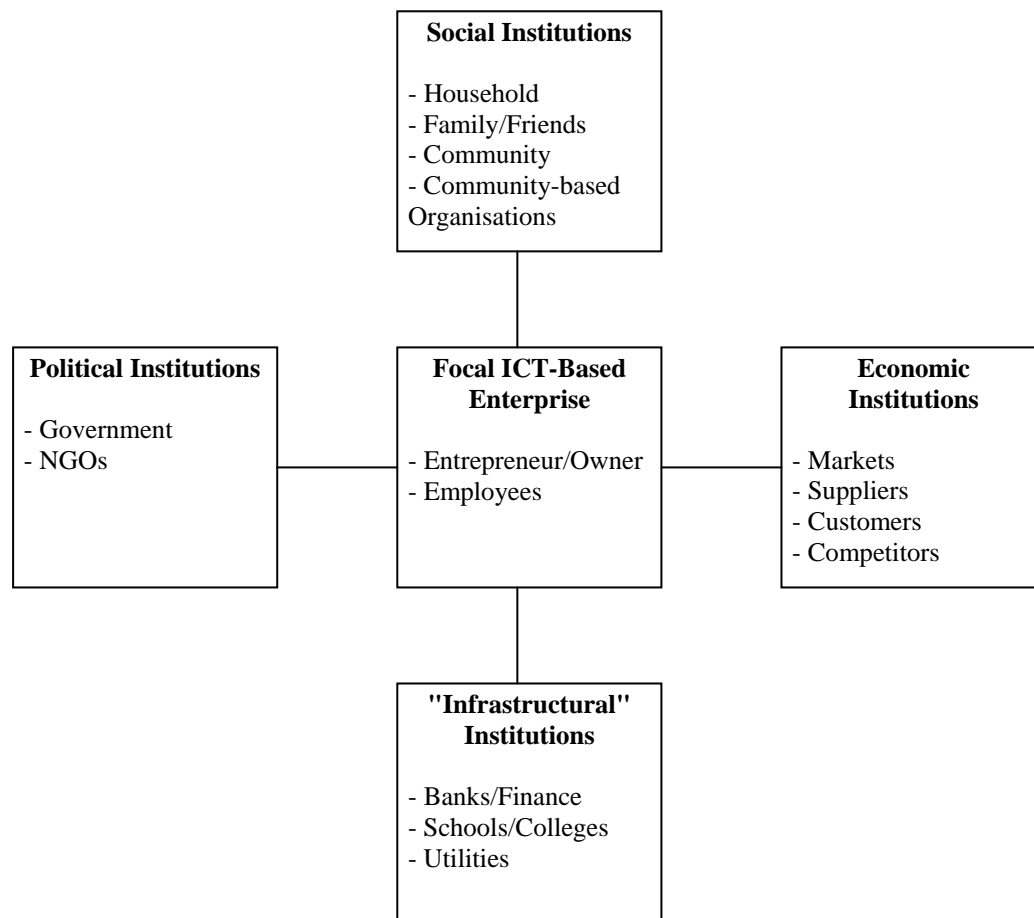 Social Institutions
- Household
- Family/Friends
- Community
- Community-based
Organisations
Political Institutions
- Government
- NGOs
Focal ICT-Based
Enterprise
- Entrepreneur/Owner
- Employees
Economic
Institutions
- Markets
- Suppliers
- Customers
- Competitors
"Infrastructural"
Institutions
- Banks/Finance
- Schools/Colleges
- Utilities